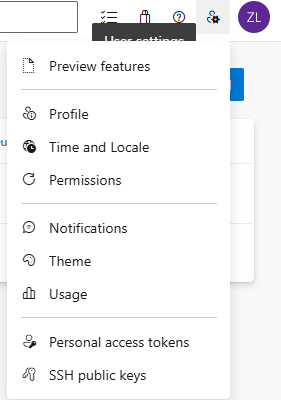 ZL
User settings
Preview features
Profile
Time and Locale
Permissions
Notifications
Theme
Usage
Personal access tokens
SSH public keys